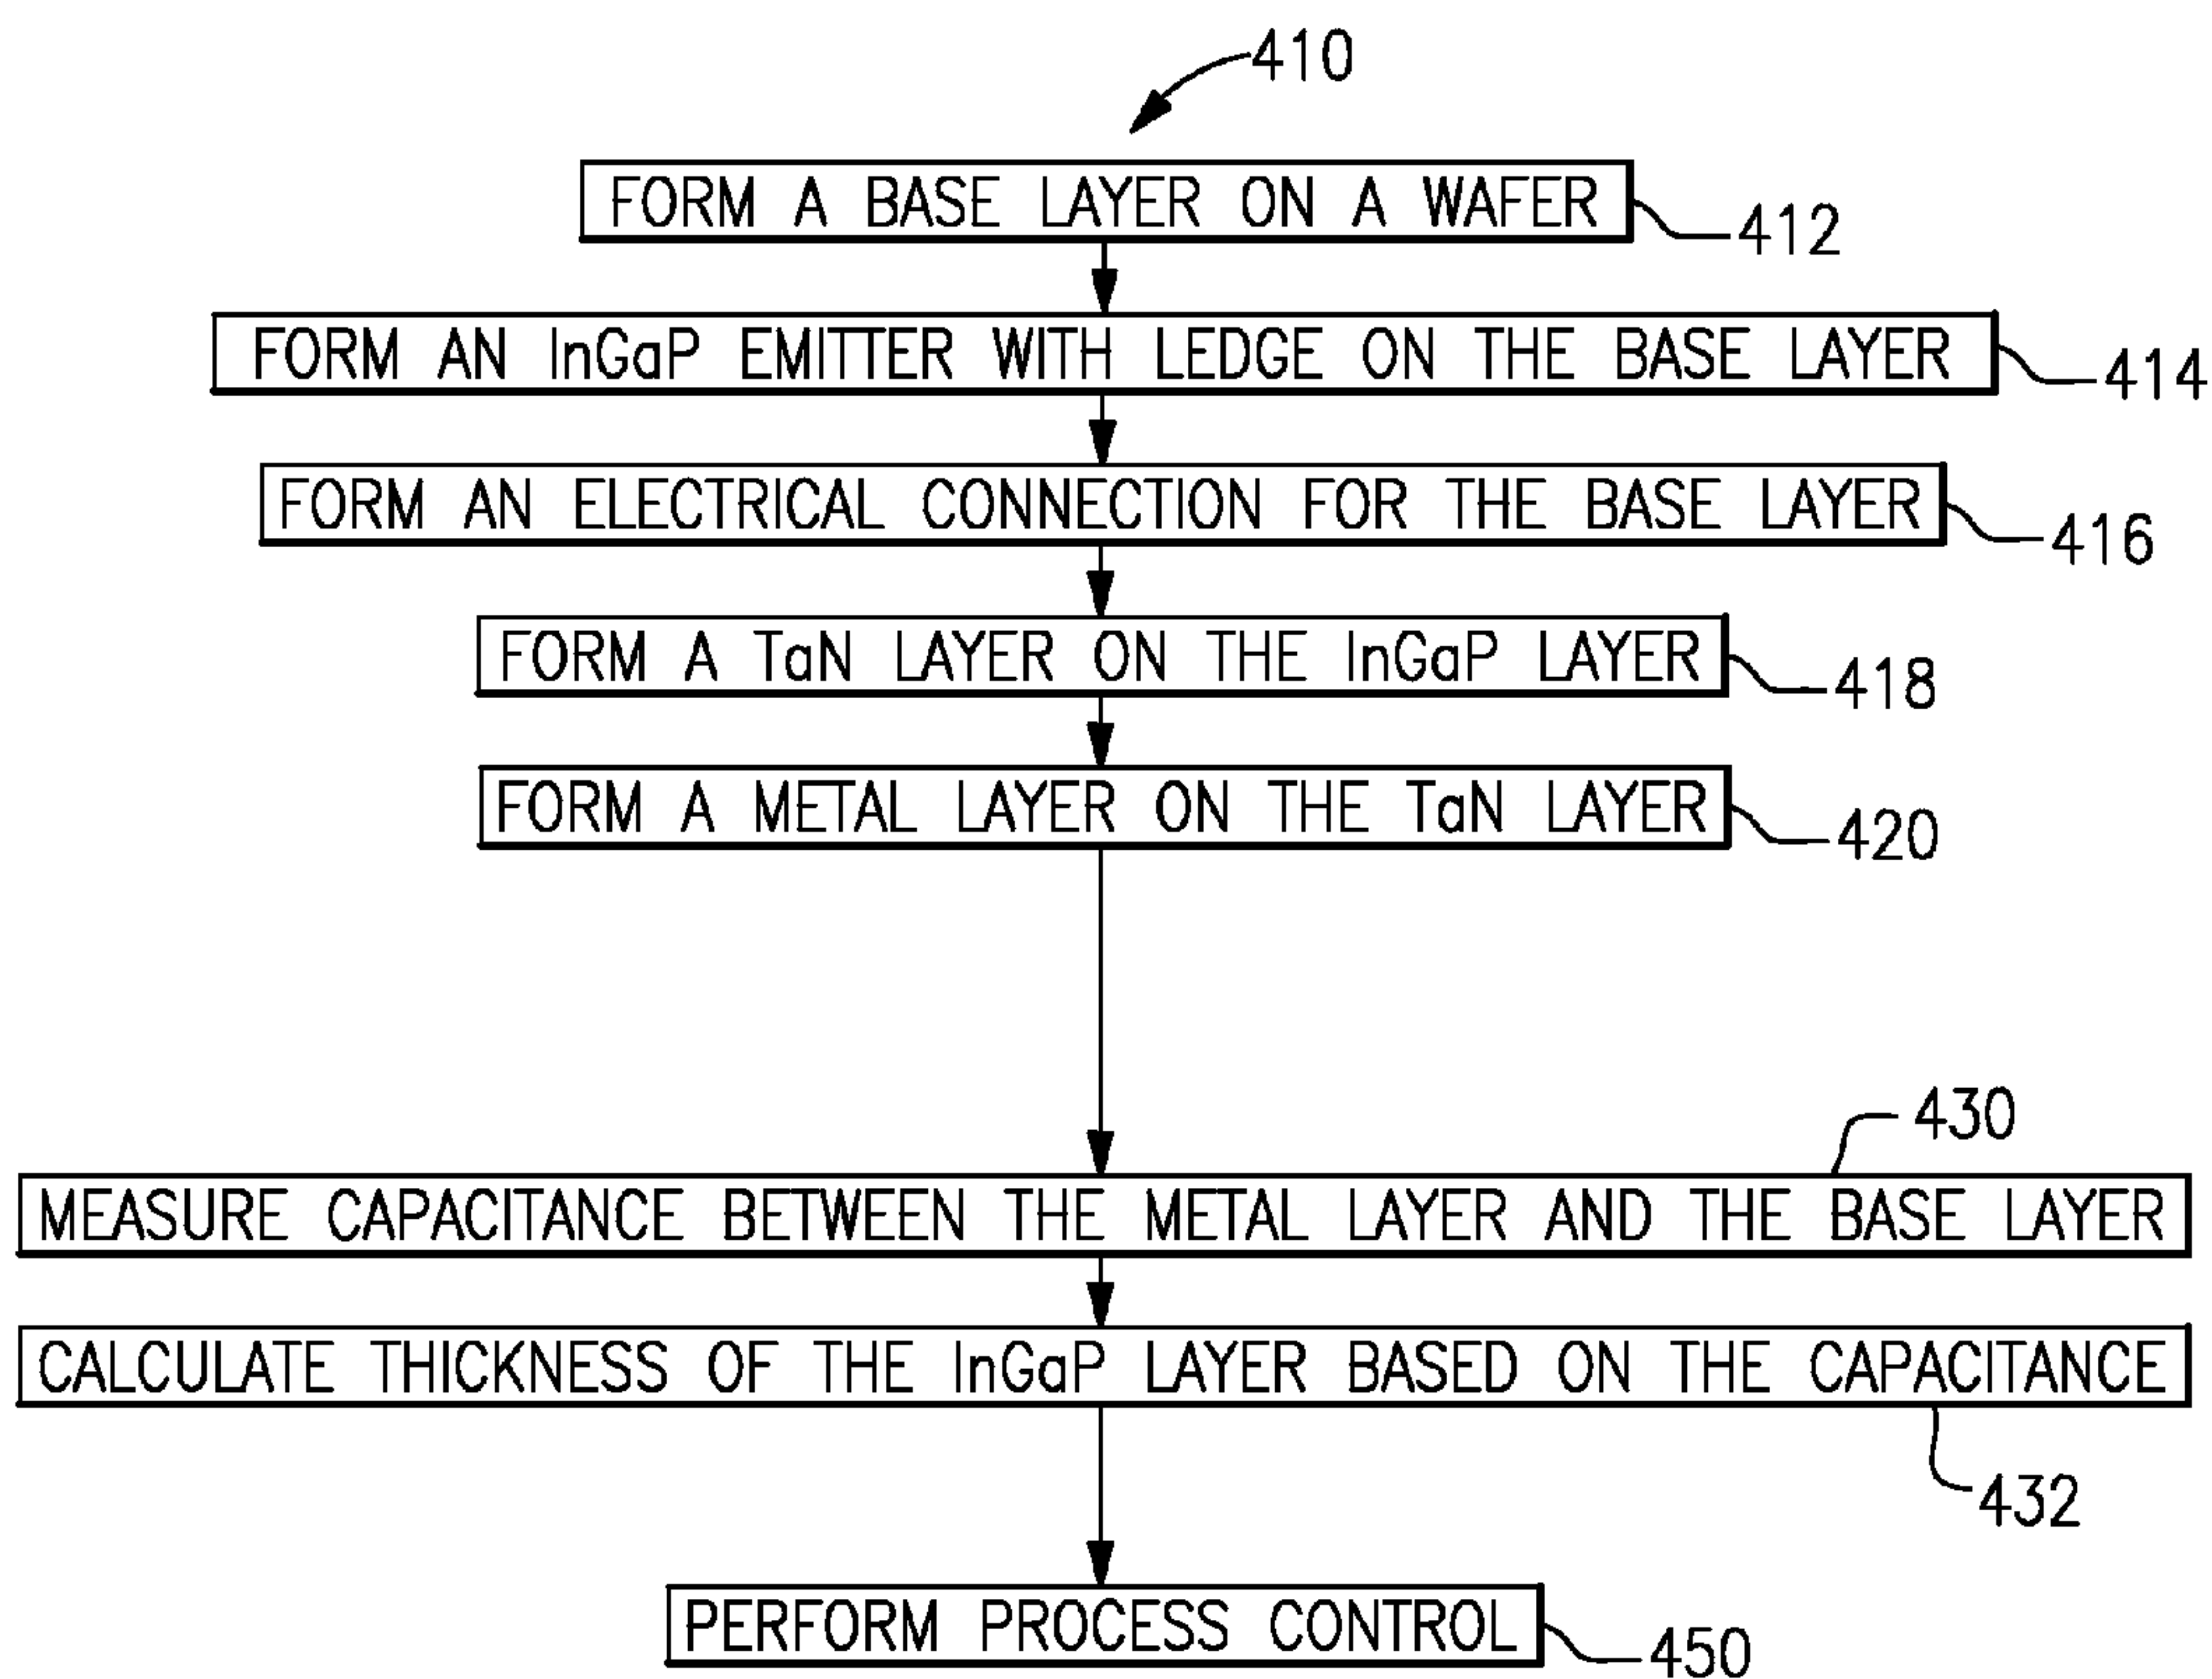 410
FORM A BASE LAYER ON A WAFER
412
FORM AN InGaP EMITTER WITH LEDGE ON THE BASE LAYER
414
FORM AN ELECTRICAL CONNECTION FOR THE BASE LAYER
416
FORM A TaN LAYER ON THE InGaP LAYER
418
FORM A METAL LAYER ON THE TaN LAYER
420
430
MEASURE CAPACITANCE BETWEEN THE METAL LAYER AND THE BASE LAYER
CALCULATE THICKNESS OF THE InGaP LAYER BASED ON THE CAPACITANCE
432
PERFORM PROCESS CONTROL
450